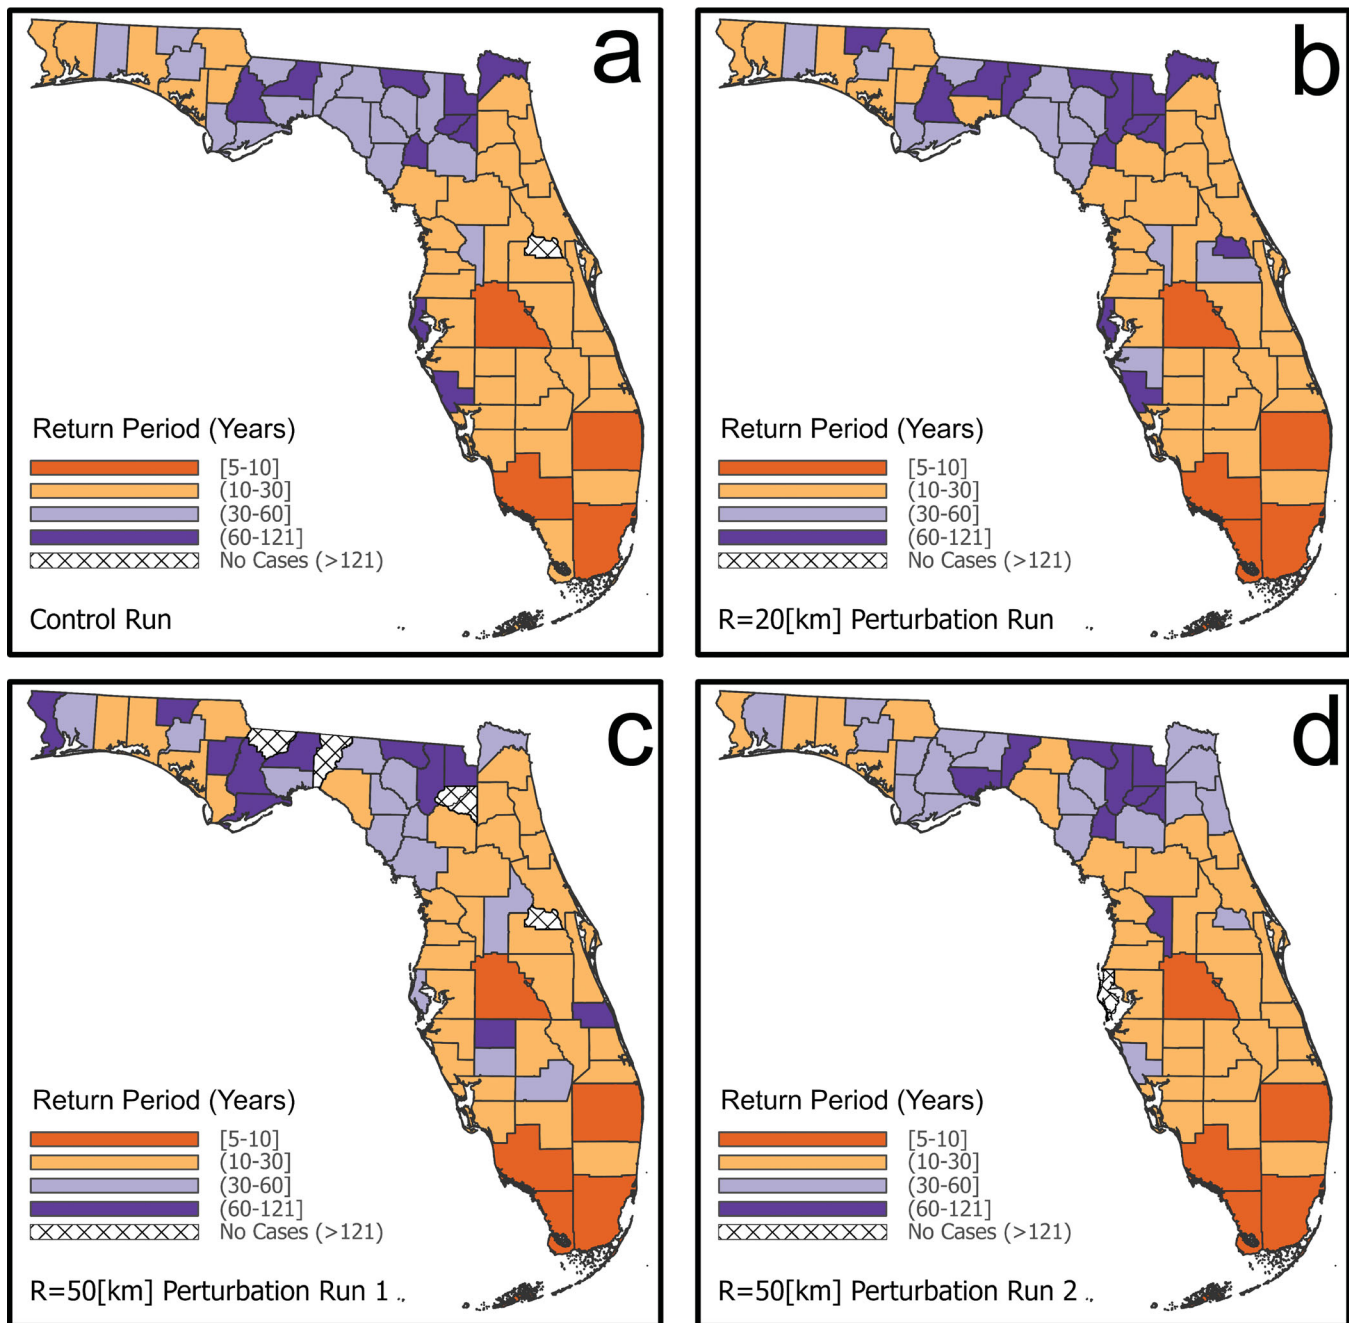 a
Return Period (Years)
[5-10]
(10-30]
(30-60]
(60-121]
No Cases (>121)
Control Run
b
Return Period (Years)
[5-10]
(10-30]
(30-60]
(60-121]
No Cases (>121)
R=20[km] Perturbation Run
c
Return Period (Years)
[5-10]
(10-30]
(30-60]
(60-121]
No Cases (>121)
R=50[km] Perturbation Run 1
d
Return Period (Years)
[5-10]
(10-30]
(30-60]
(60-121]
No Cases (>121)
R=50[km] Perturbation Run 2